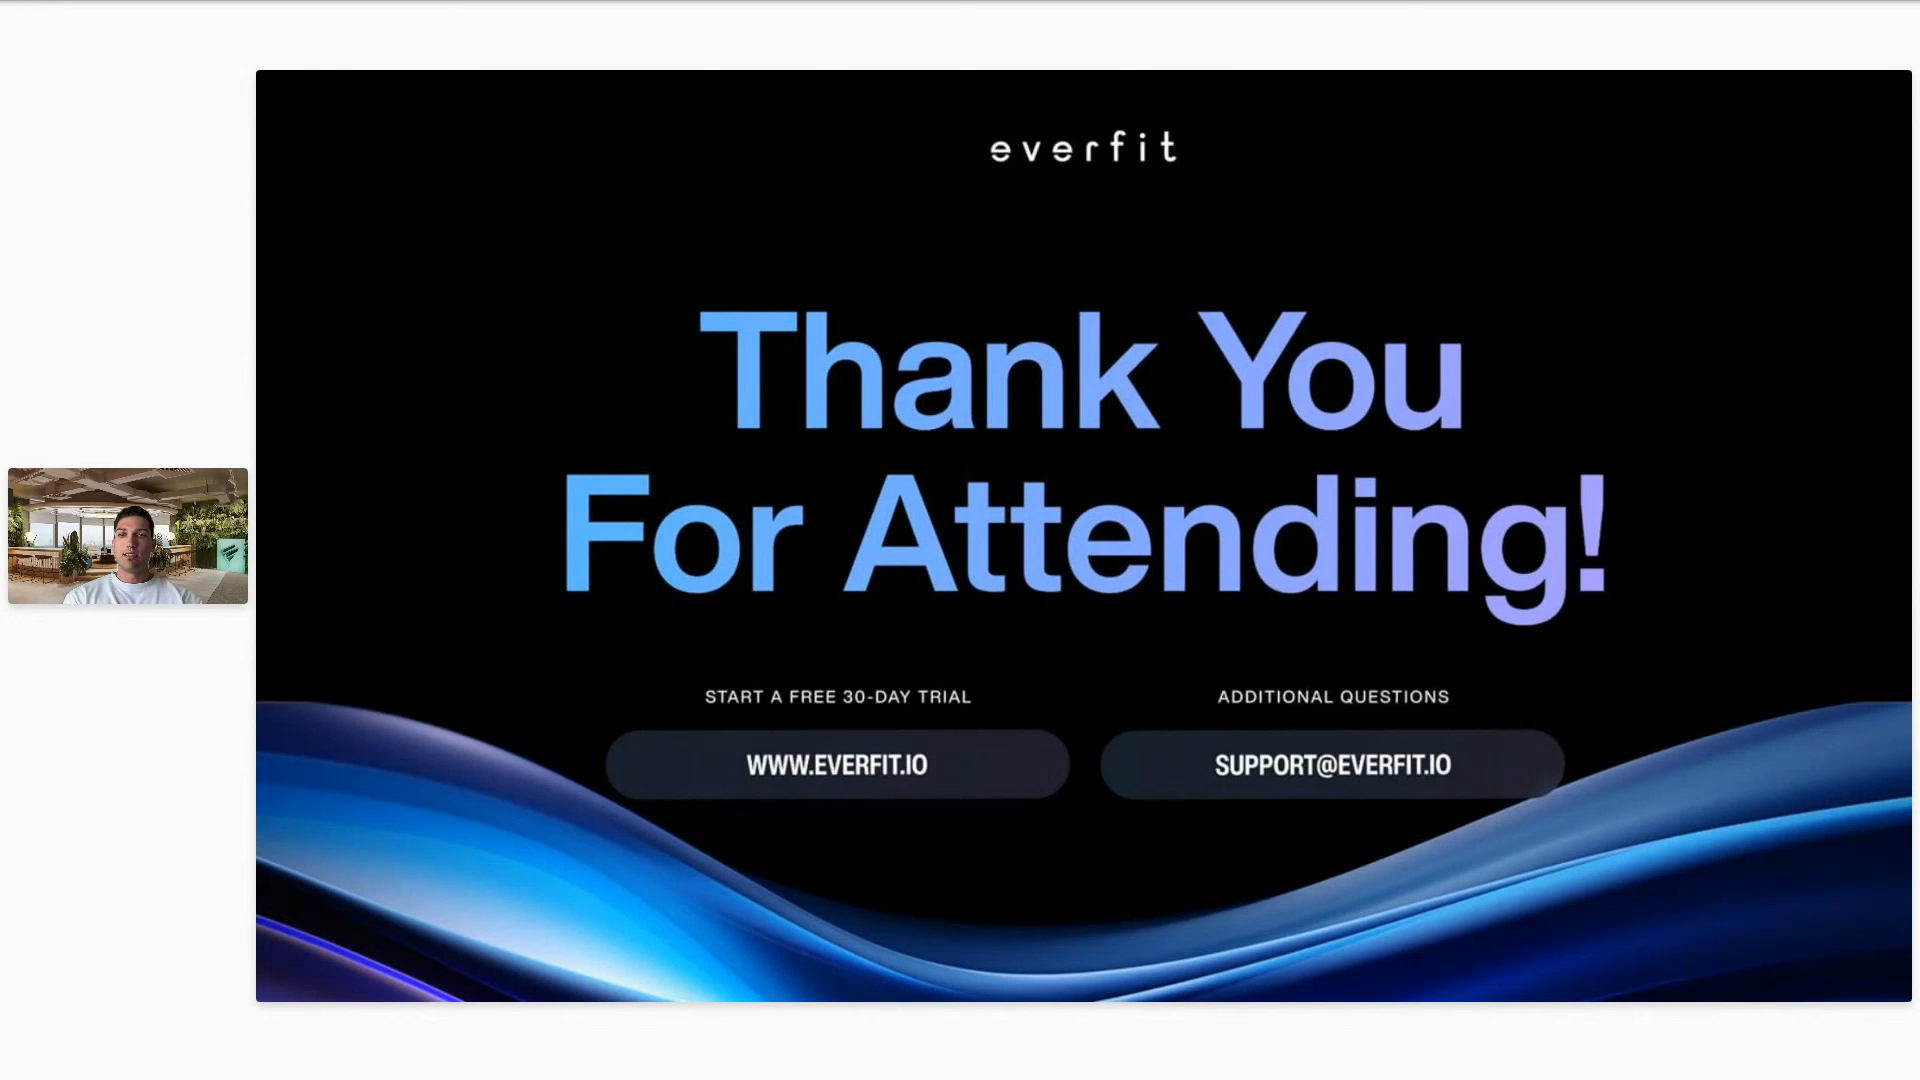 everfit
Thank You
For Attending!
START A FREE 30-DAY TRIAL
WWW.EVERFIT.IO
ADDITIONAL QUESTIONS
SUPPORT@EVERFIT.IO